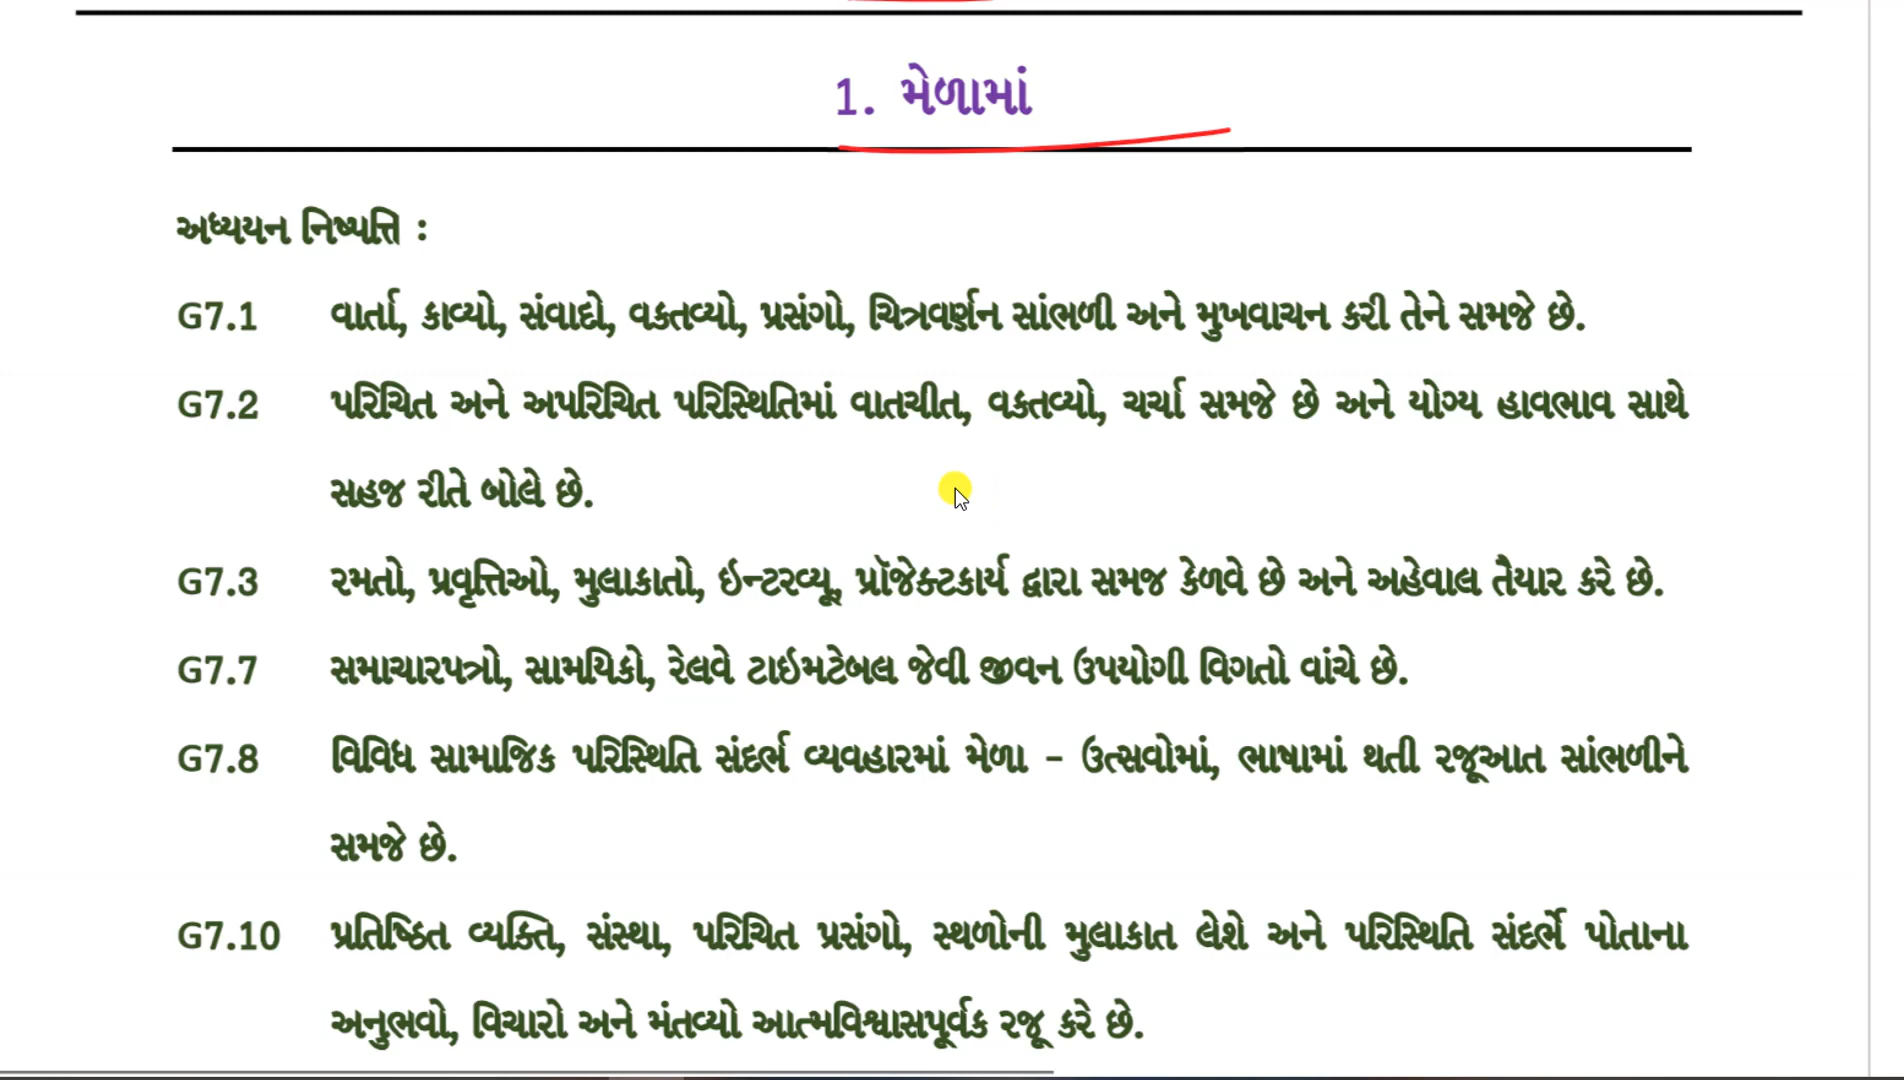 1. મેળામાં
અધ્યયન નિષ્પત્તિ :
G7.1 વાર્તા, કાવ્યો, સંવાદો, વક્તવ્યો, પ્રસંગો, ચિત્રવર્ણન સાંભળી અને મુખવાચન કરી તેને સમજે છે.
G7.2 પરિચિત અને અપરિચિત પરિસ્થિતિમાં વાતચીત, વક્તવ્યો, ચર્ચા સમજે છે અને યોગ્ય હાવભાવ સાથે
સહજ રીતે બોલે છે.
G7.3 રમતો, પ્રવૃત્તિઓ, મુલાકાતો, ઇન્ટરવ્યૂ, પ્રૉજેક્ટકાર્ય દ્વારા સમજ કેળવે છે અને અહેવાલ તૈયાર કરે છે.
G7.7 સમાચારપત્રો, સામયિકો, રેલવે ટાઇમટેબલ જેવી જીવન ઉપયોગી વિગતો વાંચે છે.
G7.8 વિવિધ સામાજિક પરિસ્થિતિ સંદર્ભ વ્યવહારમાં મેળા – ઉત્સવોમાં, ભાષામાં થતી રજૂઆત સાંભળીને
સમજે છે.
G7.10 પ્રતિષ્ઠિત વ્યક્તિ, સંસ્થા, પરિચિત પ્રસંગો, સ્થળોની મુલાકાત લેશે અને પરિસ્થિતિ સંદર્ભે પોતાના
અનુભવો, વિચારો અને મંતવ્યો આત્મવિશ્વાસપૂર્વક રજૂ કરે છે.